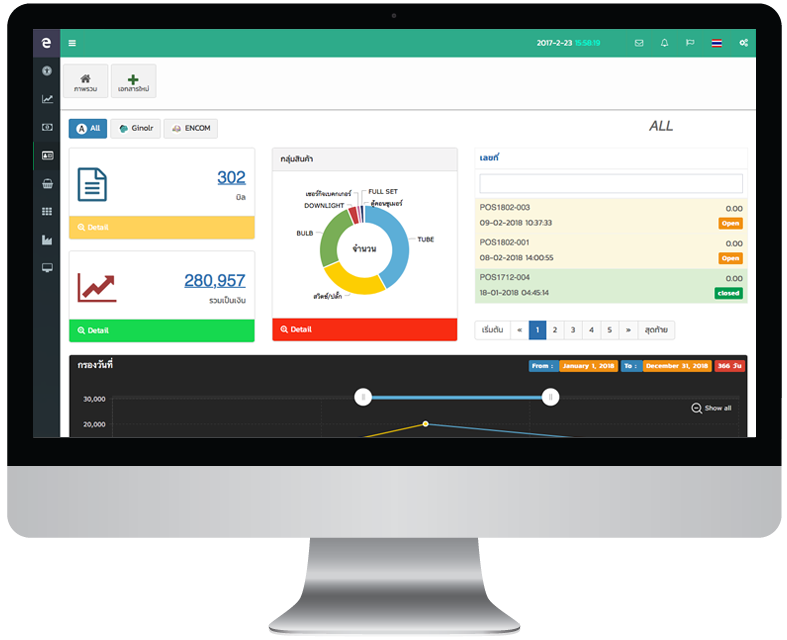 e
2017-2-23 15:58:19
ภาพรวม
เอกสารใหม่
A All
Ginolr
ENCOM
ALL
302
บิล
Detail
280,957
รวมเป็นเงิน
Detail
กลุ่มสินค้า
เซอร์กิตเบตกเกอร์
FULL SET
DOWNLIGHT
ตู้คอนซูมเมอร์
BULB
TUBE
จำนวน
สวิตช์/ปลั๊ก
Detail
เลขที่
POS1802-003
0.00
09-02-2018 10:37:33
Open
POS1802-001
0.00
08-02-2018 14:00:55
Open
POS1712-004
0.00
18-01-2018 04:45:14
closed
เริ่มต้น « 1 2 3 4 5 » สุดท้าย
กรองวันที่
From : January 1, 2018 To : December 31, 2018 366 วัน
30,000
Show all
20,000